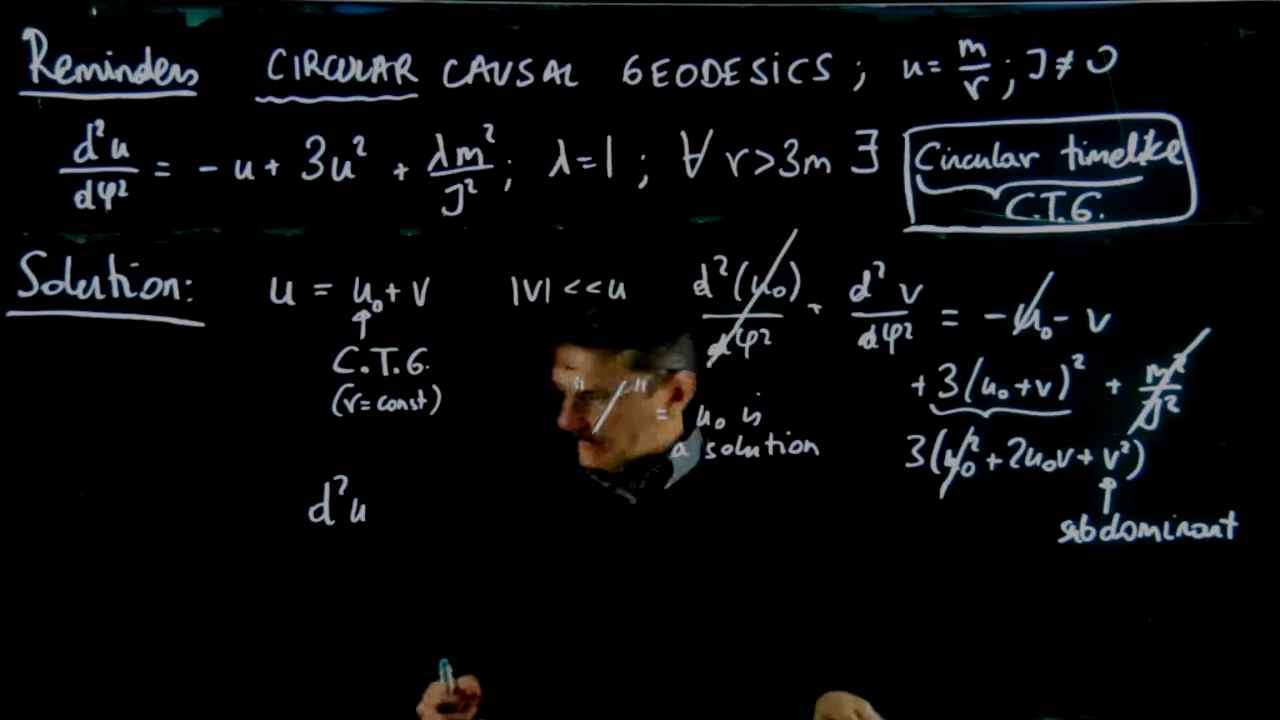 Reminders CIRCULAR CAUSAL GEODESICS ; u = m/r ; J ≠ 0
d²u/dφ² = - u + 3u² + λm²/J² ; λ=1 ; ∀ r>3m ∃ Circular timelike
C.T.G.
Solution: u = u₀ + v |v| << u d²(u₀)/dφ² + d²v/dφ² = - u₀ - v
↑
C.T.G.
(r=const)
+ 3(u₀+v)² + m²/J²
"/" = u₀ is
a solution
3(u₀² + 2u₀v + v²)
↑
subdominant
d²u